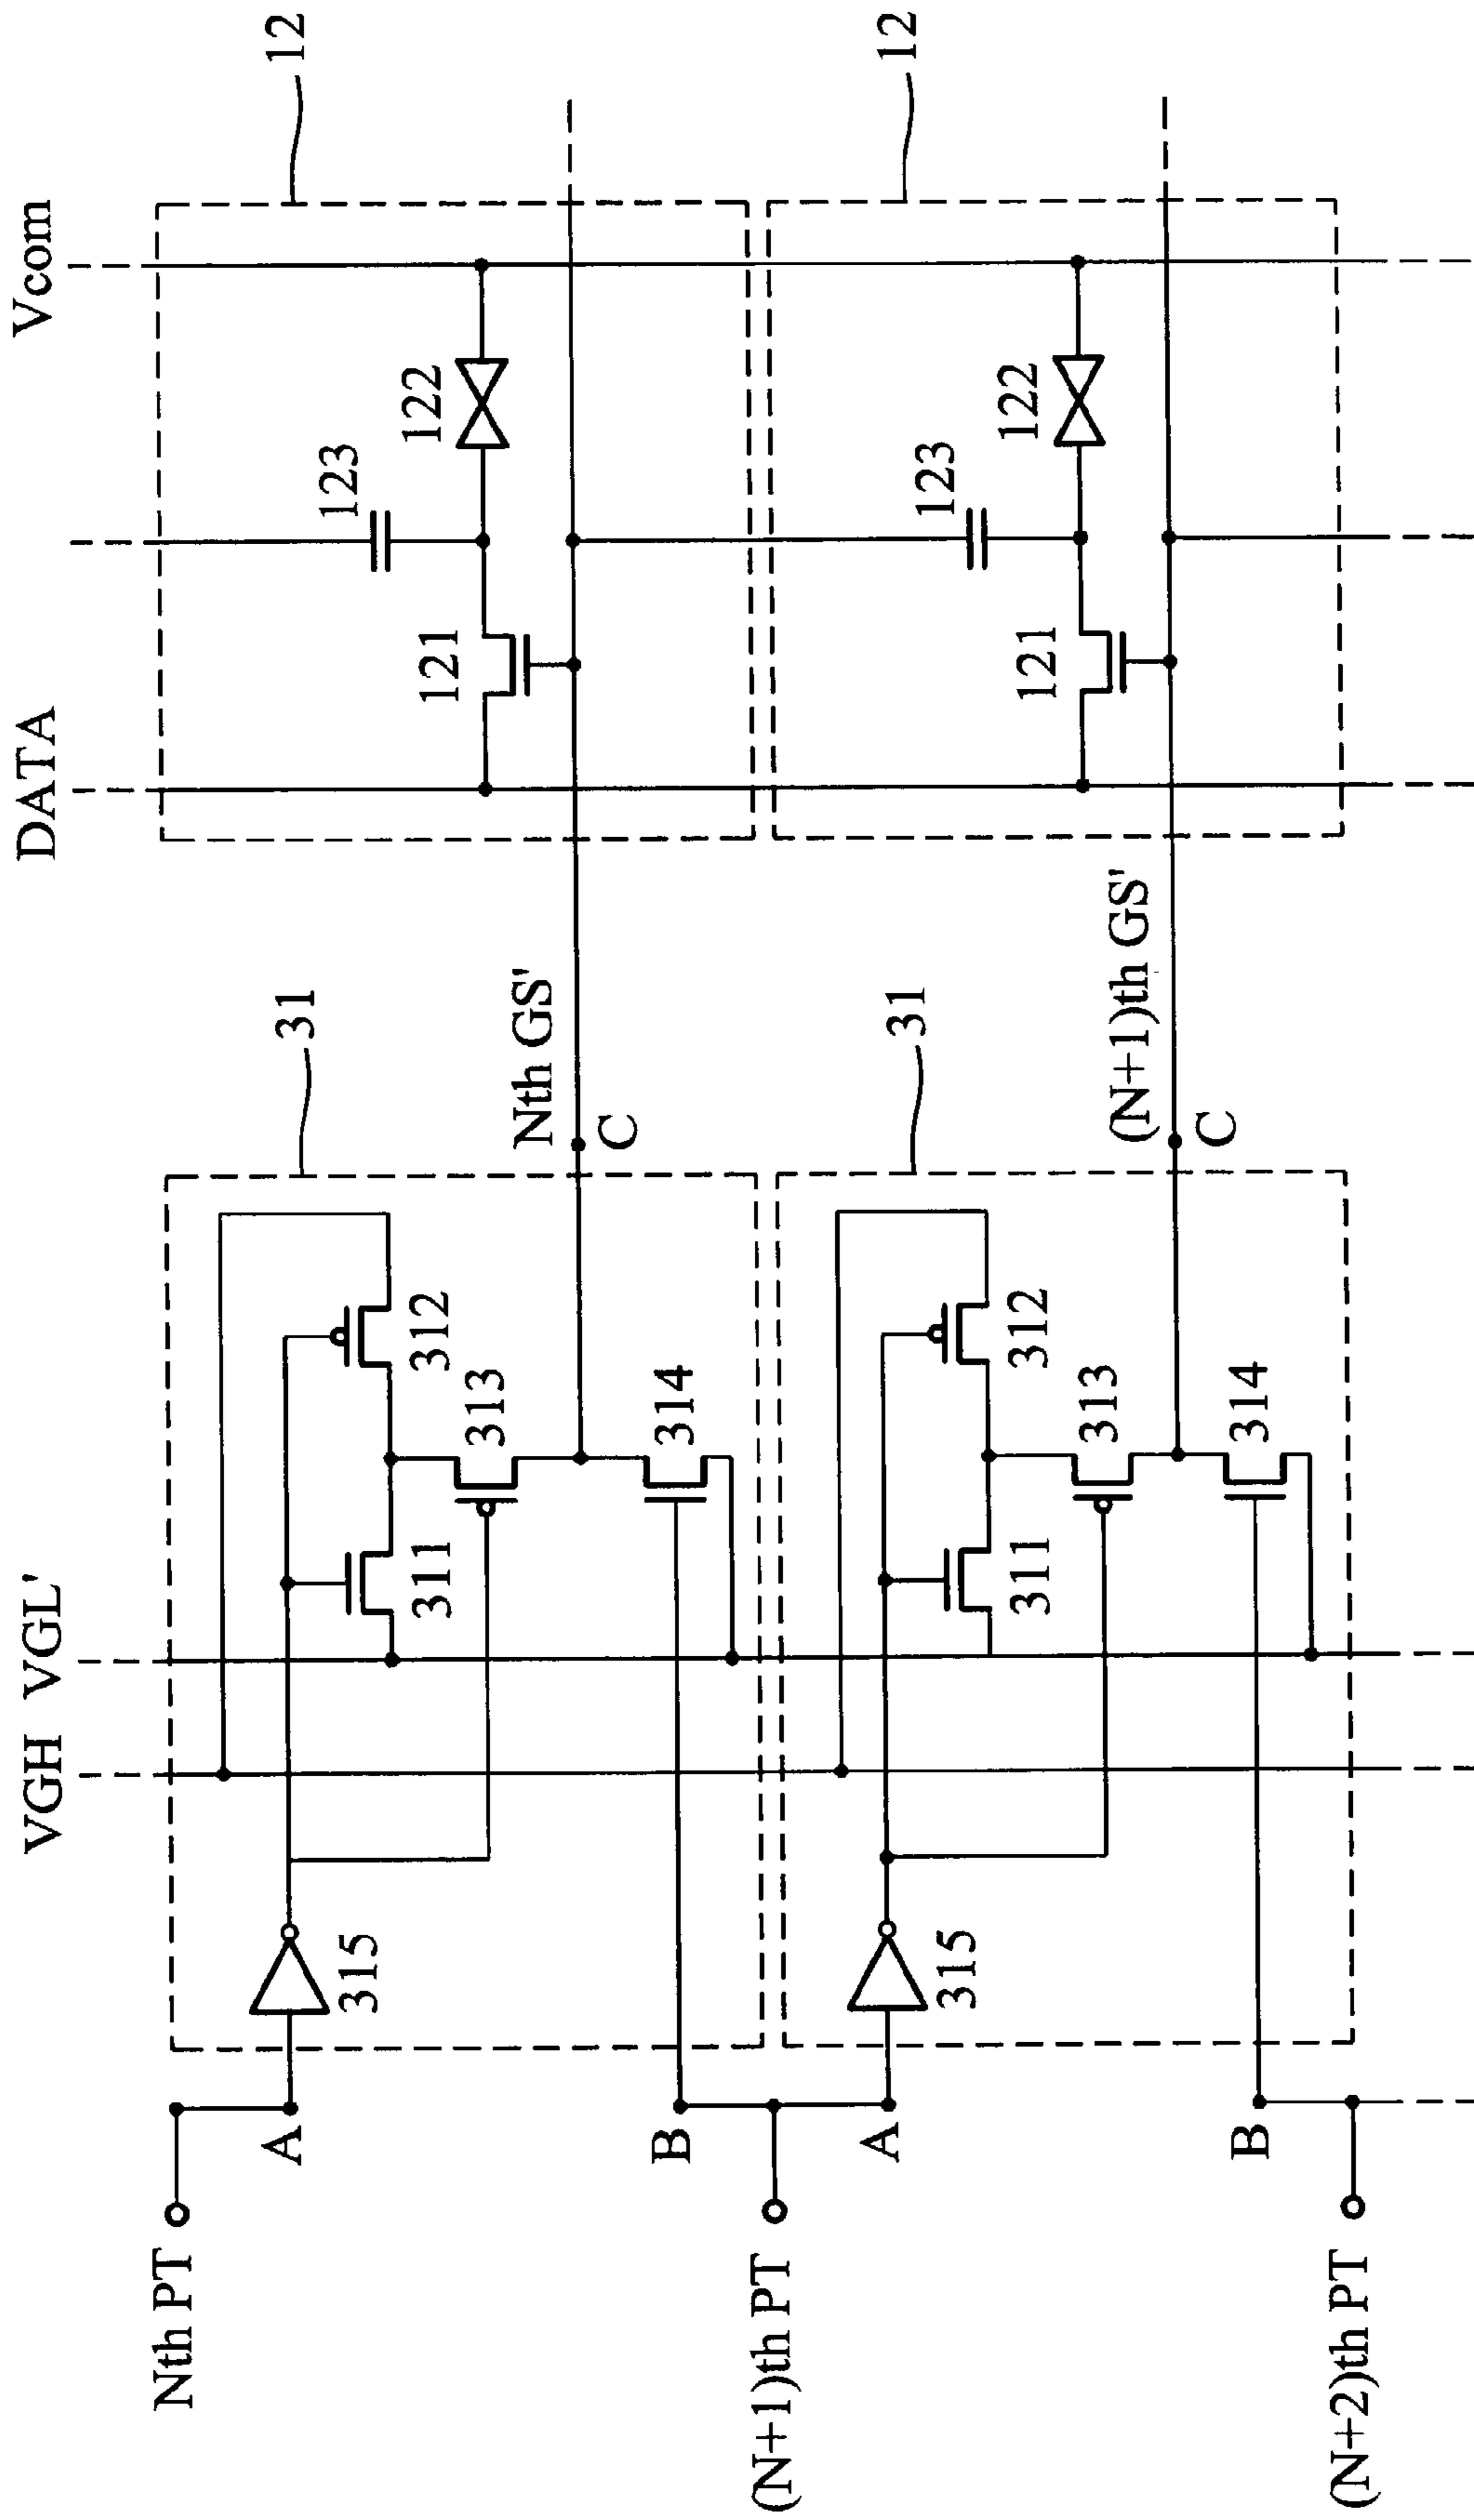 VGH VGL' DATA Vcom
Nth PT
A
315
311
312
313
314
31
Nth GS'
C
121
123
122
12
B
(N+1)th PT
A
315
311
312
313
314
31
(N+1)th GS'
C
121
123
122
12
B
(N+2)th PT